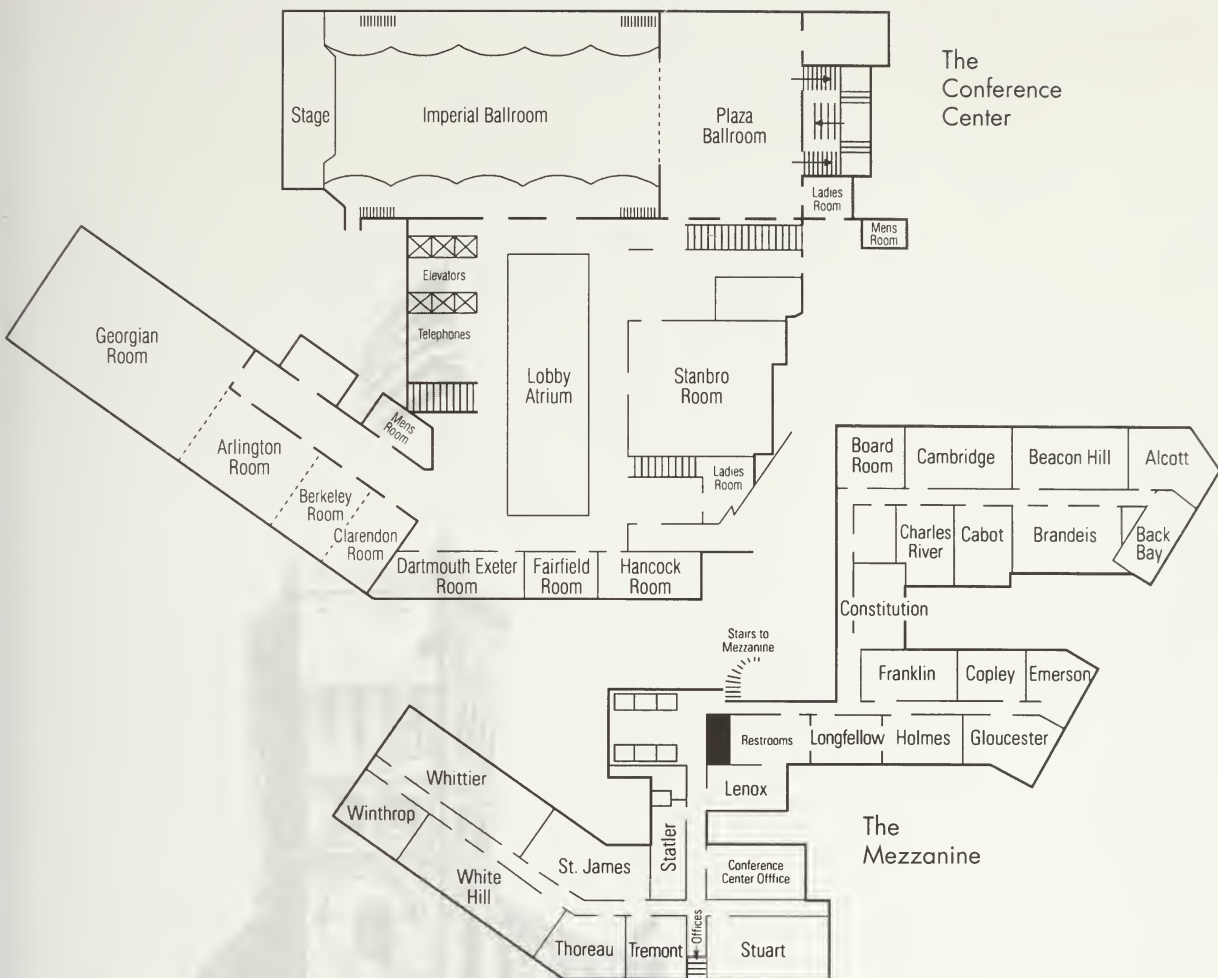 The
Conference
Center
Stage
Imperial Ballroom
Plaza
Ballroom
Ladies
Room
Mens
Room
Elevators
Telephones
Georgian
Room
Lobby
Atrium
Stanbro
Room
Mens
Room
Arlington
Room
Ladies
Room
Berkeley
Room
Clarendon
Room
Dartmouth Exeter
Room
Fairfield
Room
Hancock
Room
Board
Room
Cambridge
Beacon Hill
Alcott
Charles
River
Cabot
Brandeis
Back
Bay
Constitution
Stairs to
Mezzanine
Franklin
Copley
Emerson
Restrooms
Longfellow
Holmes
Gloucester
Lenox
Whittier
Winthrop
The
Mezzanine
Statler
St. James
White
Hill
Conference
Center Offfice
Offices
Thoreau
Tremont
Stuart